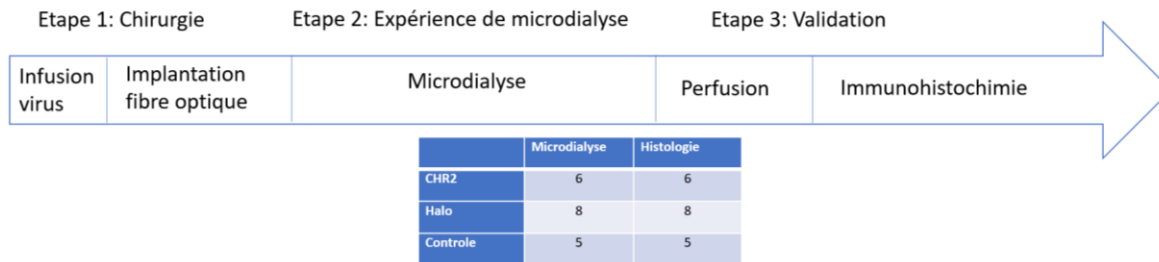 Etape 1: Chirurgie Etape 2: Expérience de microdialyse Etape 3: Validation
Infusion virus
Implantation fibre optique
Microdialyse
Perfusion
Immunohistochimie
Microdialyse Histologie
CHR2 6 6
Halo 8 8
Controle 5 5